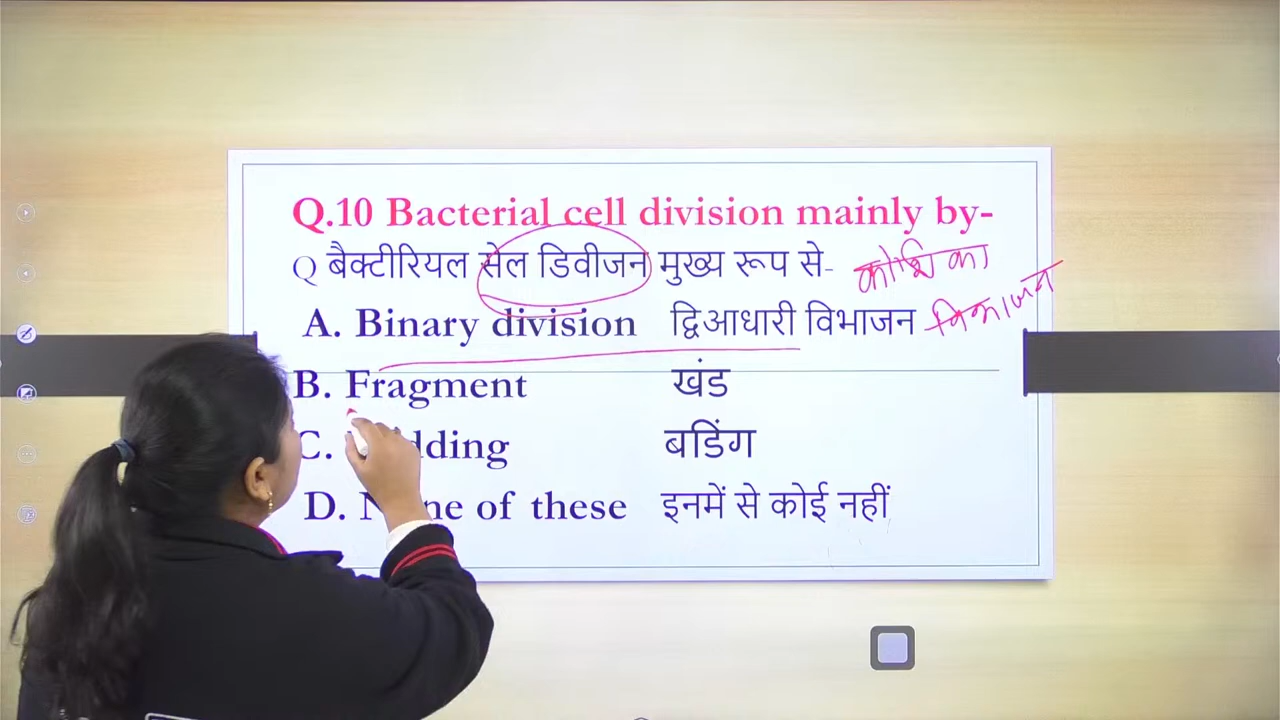 Q.10 Bacterial cell division mainly by-
Q बैक्टीरियल सेल डिवीजन मुख्य रूप से- कोशिका
A. Binary division द्विआधारी विभाजन विभाजन
B. Fragment खंड
C. dding बडिंग
D. N ne of these इनमें से कोई नहीं